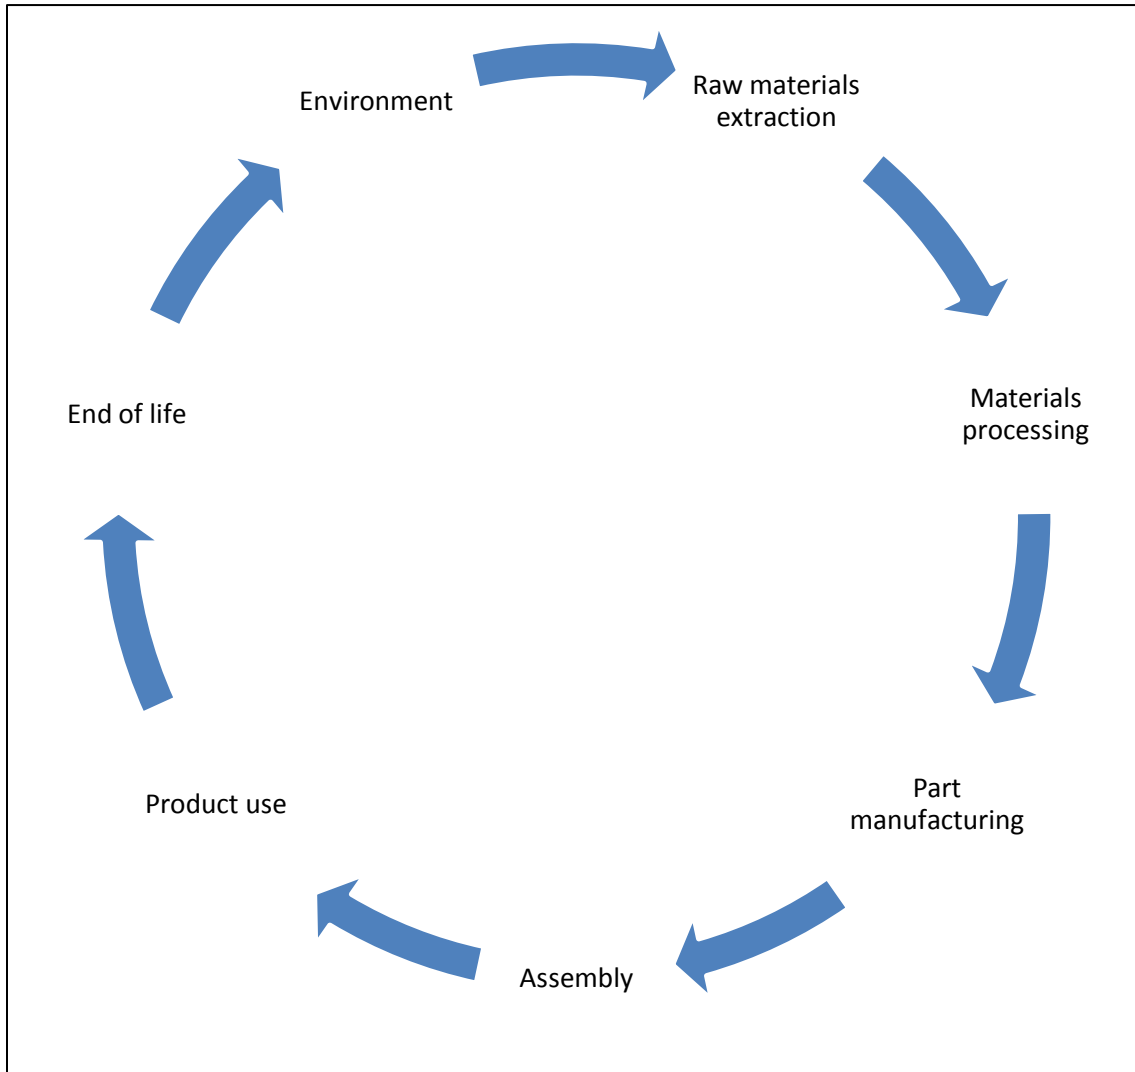 Environment
Raw materials
extraction
Materials
processing
Part
manufacturing
Assembly
Product use
End of life